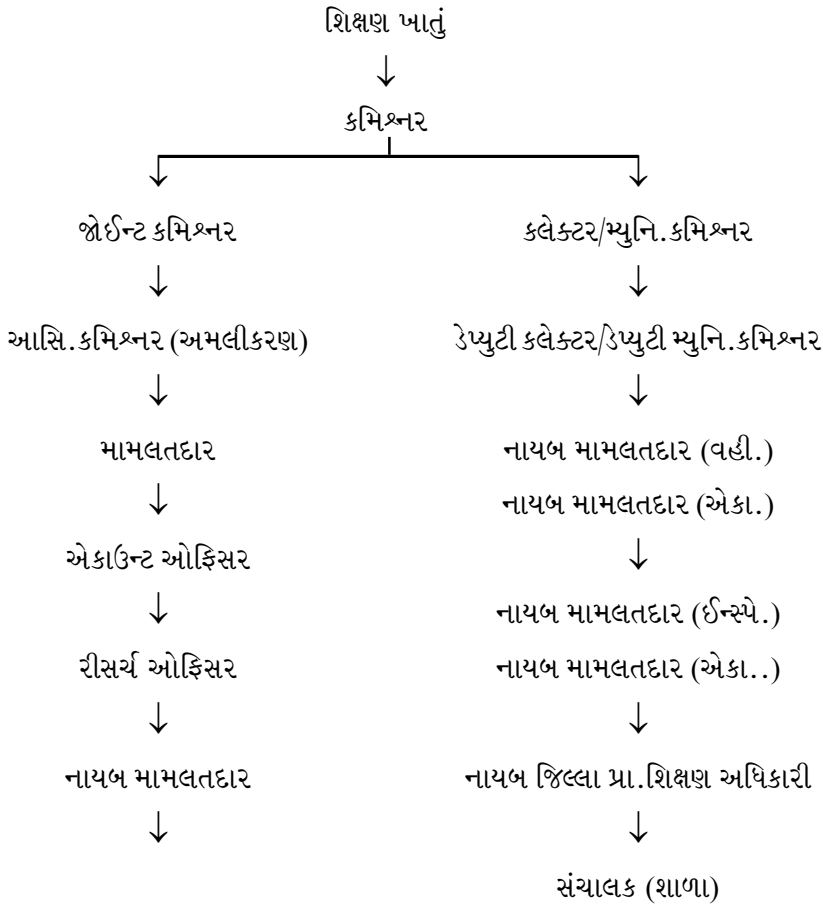 શિક્ષણ ખાતું
કમિશ્નર
જોઈન્ટ કમિશ્નર
આસિ.કમિશ્નર (અમલીકરણ)
મામલતદાર
એકાઉન્ટ ઓફિસર
રીસર્ચ ઓફિસર
નાયબ મામલતદાર
કલેક્ટર/મ્યુનિ.કમિશ્નર
ડેપ્યુટી કલેક્ટર/ડેપ્યુટી મ્યુનિ.કમિશ્નર
નાયબ મામલતદાર (વહી.)
નાયબ મામલતદાર (એકા.)
નાયબ મામલતદાર (ઈન્સ્પે.)
નાયબ મામલતદાર (એકા..)
નાયબ જિલ્લા પ્રા.શિક્ષણ અધિકારી
સંચાલક (શાળા)